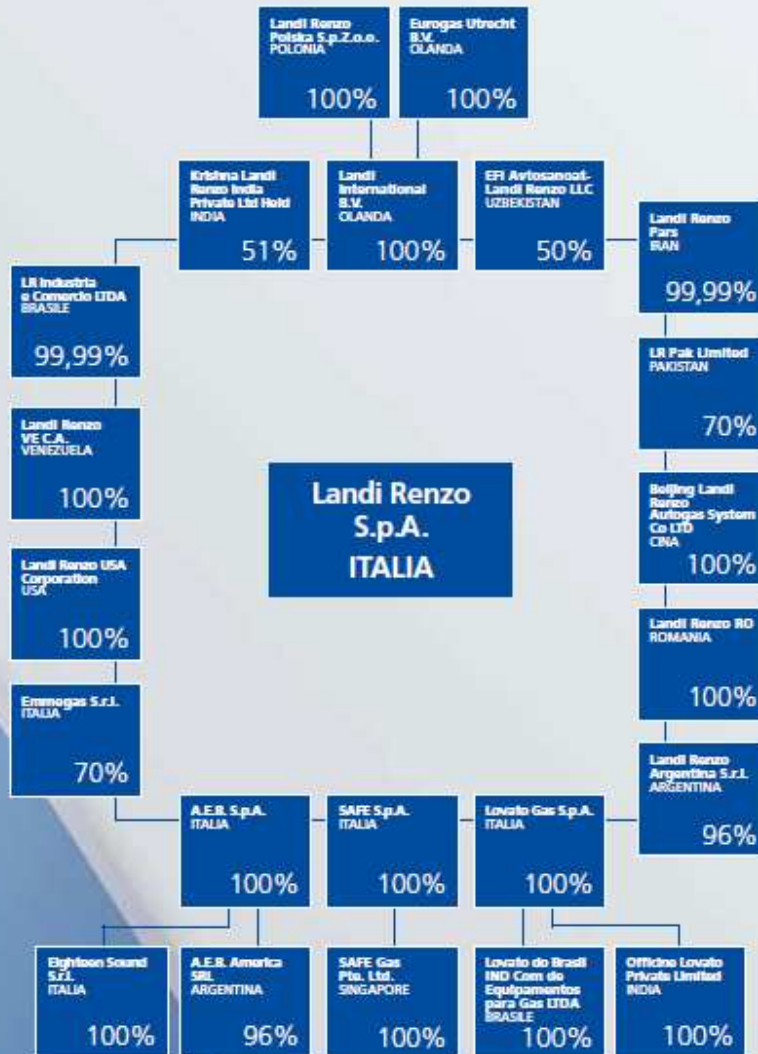 Landi Renzo
Polska S.p.Z.o.o.
POLONIA
100%
Eurogas Utrecht
B.V.
OLANDA
100%
Krishna Landi
Renzo India
Private Ltd Held
INDIA
51%
Landi
International
B.V.
OLANDA
100%
EFI Avtosanoat-
Landi Renzo LLC
UZBEKISTAN
50%
Landi Renzo
Pars
IRAN
99,99%
LR Industria
e Comercio LTDA
BRASILE
99,99%
LR Pak Limited
PAKISTAN
70%
Landi Renzo
VE C.A.
VENEZUELA
100%
Landi Renzo
S.p.A.
ITALIA
Beijing Landi
Renzo
Autogas System
Co LTD
CINA
100%
Landi Renzo USA
Corporation
USA
100%
Landi Renzo RO
ROMANIA
100%
Emmegas S.r.l.
ITALIA
70%
Landi Renzo
Argentina S.r.l.
ARGENTINA
96%
A.E.B. S.p.A.
ITALIA
100%
SAFE S.p.A.
ITALIA
100%
Lovato Gas S.p.A.
ITALIA
100%
Eighteen Sound
S.r.l.
ITALIA
100%
A.E.B. America
SRL
ARGENTINA
96%
SAFE Gas
Pte. Ltd.
SINGAPORE
100%
Lovato do Brasil
IND Com de
Equipamentos
para Gas LTDA
BRASILE
100%
Officine Lovato
Private Limited
INDIA
100%